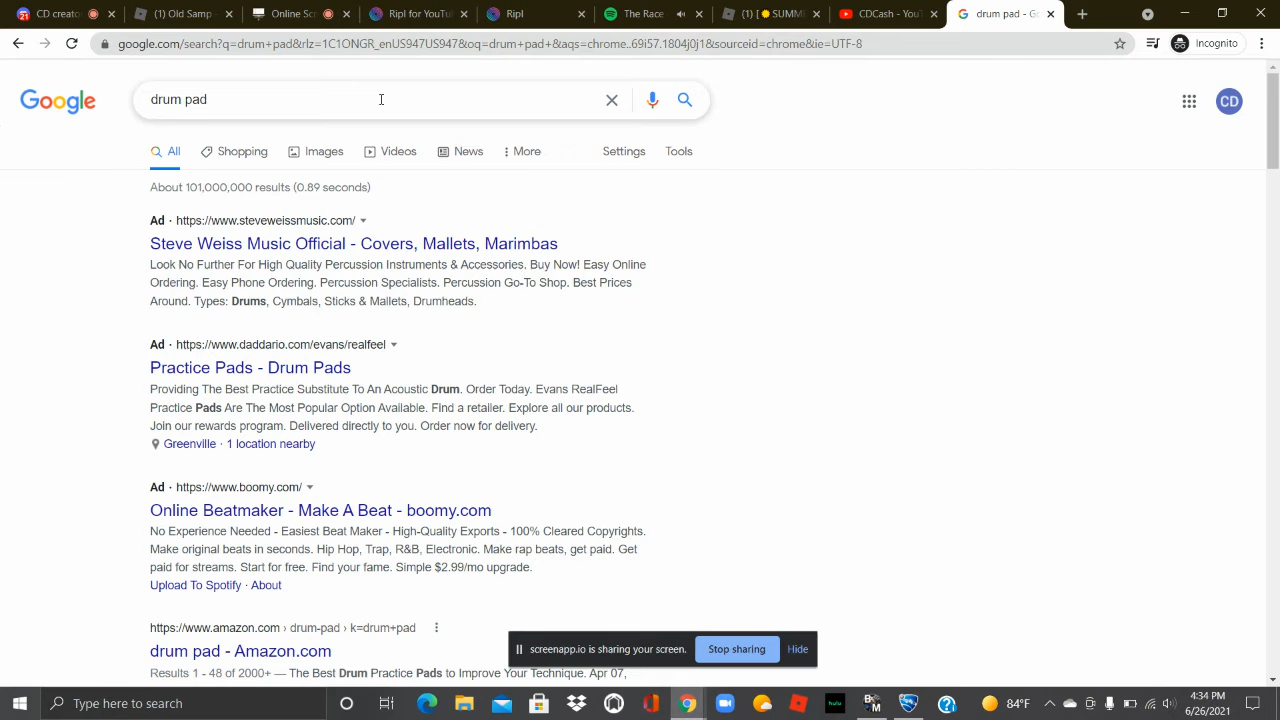 CD creator
Old Samp
Online Scr
Ripl for YouTu
Ripl
The Race
SUMME
CDCash - YouT
drum pad - Go
google.com/search?q=drum+pad&rlz=1C1ONGR_enUS947US947&oq=drum+pad+&aqs=chrome..69i57.1804j0j1&sourceid=chrome&ie=UTF-8
Incognito
Google
drum pad
CD
All Shopping Images Videos News More Settings Tools
About 101,000,000 results (0.89 seconds)
Ad · https://www.steveweissmusic.com/
Steve Weiss Music Official - Covers, Mallets, Marimbas
Look No Further For High Quality Percussion Instruments & Accessories. Buy Now! Easy Online
Ordering. Easy Phone Ordering. Percussion Specialists. Percussion Go-To Shop. Best Prices
Around. Types: Drums, Cymbals, Sticks & Mallets, Drumheads.
Ad · https://www.daddario.com/evans/realfeel
Practice Pads - Drum Pads
Providing The Best Practice Substitute To An Acoustic Drum. Order Today. Evans RealFeel
Practice Pads Are The Most Popular Option Available. Find a retailer. Explore all our products.
Join our rewards program. Delivered directly to you. Order now for delivery.
Greenville · 1 location nearby
Ad · https://www.boomy.com/
Online Beatmaker - Make A Beat - boomy.com
No Experience Needed - Easiest Beat Maker - High-Quality Exports - 100% Cleared Copyrights.
Make original beats in seconds. Hip Hop, Trap, R&B, Electronic. Make rap beats, get paid. Get
paid for streams. Start for free. Find your fame. Simple $2.99/mo upgrade.
Upload To Spotify · About
https://www.amazon.com › drum-pad › k=drum+pad
drum pad - Amazon.com
Results 1 - 48 of 2000+ — The Best Drum Practice Pads to Improve Your Technique. Apr 07,
screenapp.io is sharing your screen. Stop sharing Hide
Type here to search
hulu
84°F
4:34 PM
6/26/2021